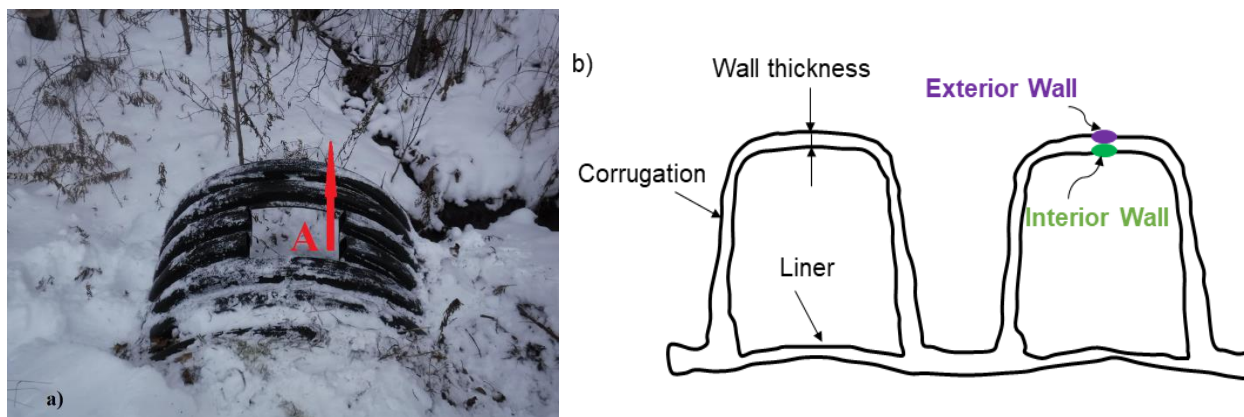 A
a)
b)
Wall thickness
Exterior Wall
Corrugation
Interior Wall
Liner